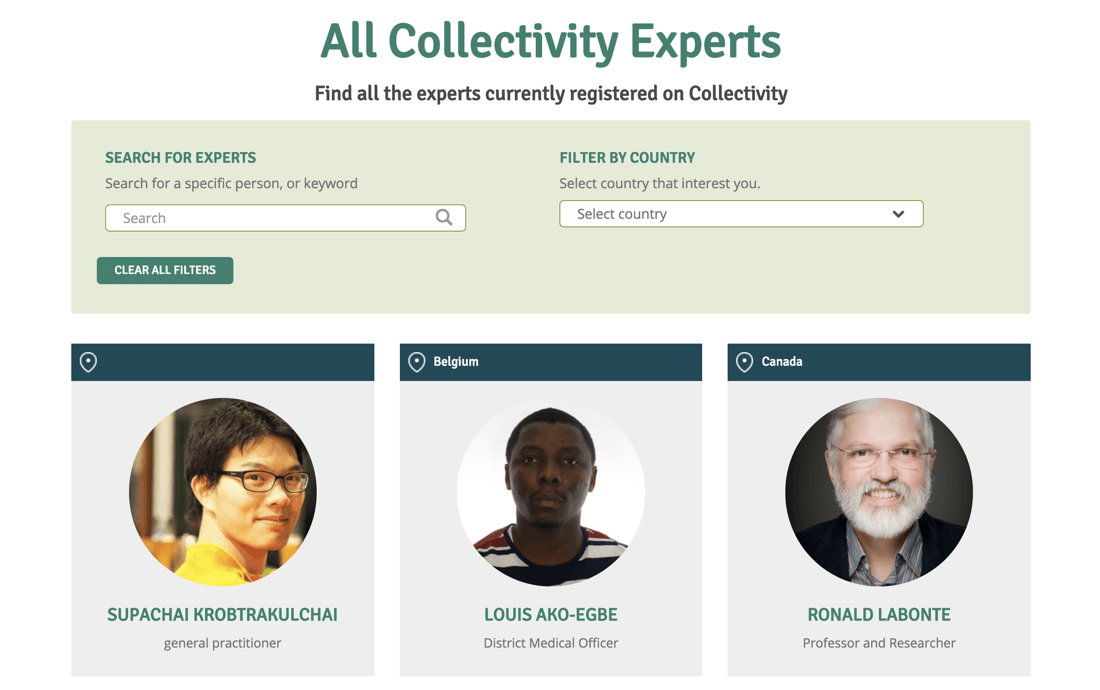 All Collectivity Experts
Find all the experts currently registered on Collectivity
SEARCH FOR EXPERTS
Search for a specific person, or keyword
Search
CLEAR ALL FILTERS
FILTER BY COUNTRY
Select country that interest you.
Select country
Belgium
Canada
SUPACHAI KROBTRAKULCHAI
general practitioner
LOUIS AKO-EGBE
District Medical Officer
RONALD LABONTE
Professor and Researcher